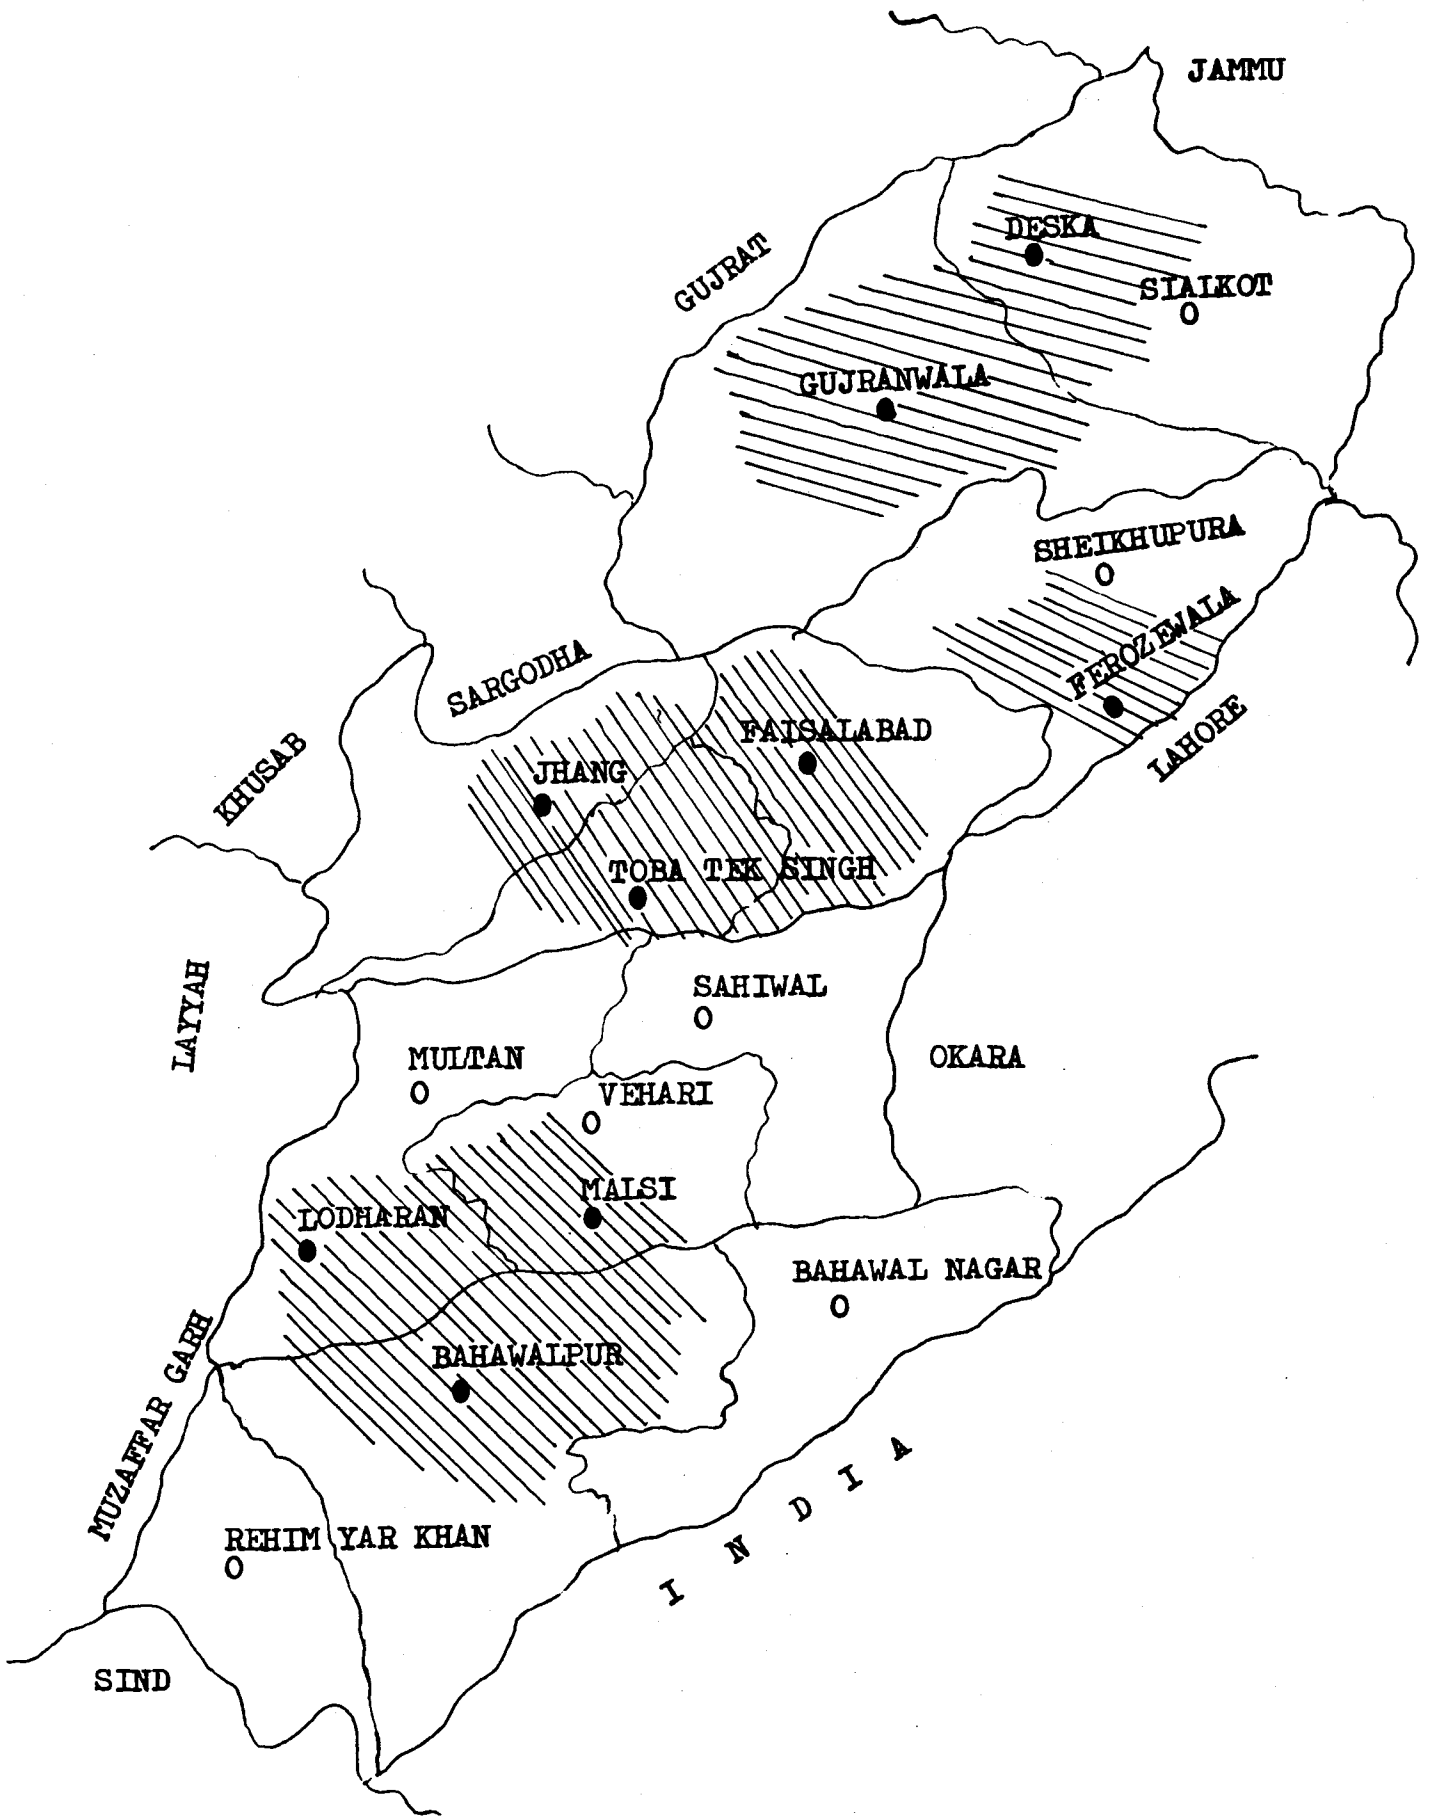 JAMMU
DESKA
GUJRAT
SIALKOT
GUJRANWALA
SHEIKHUPURA
FEROZEWALA
SARGODHA
LAHORE
FAISALABAD
KHUSAB
JHANG
TOBA TEK SINGH
LAYYAH
SAHIWAL
MULTAN
OKARA
VEHARI
MALSI
LODHARAN
BAHAWAL NAGAR
MUZAFFAR GARH
BAHAWALPUR
INDIA
REHIM YAR KHAN
SIND